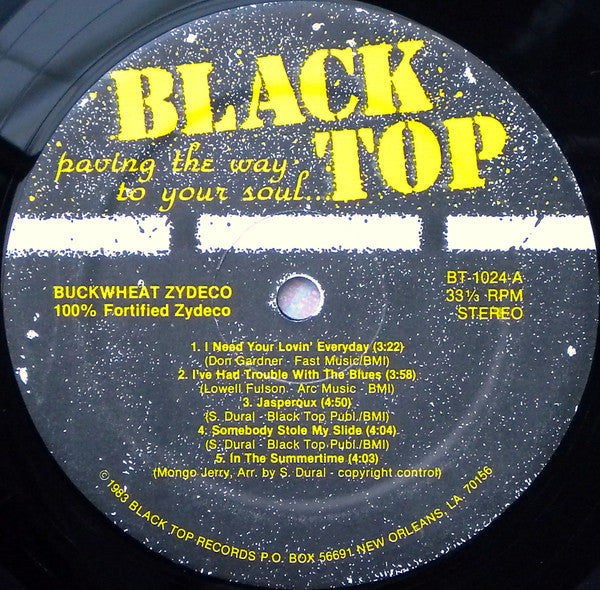 BLACK
TOP
paving the way
to your soul...
BUCKWHEAT ZYDECO
100% Fortified Zydeco
BT-1024-A
33⅓ RPM
STEREO
1. I Need Your Lovin' Everyday (3:22)
(Don Gardner - Fast Music/BMI)
2. I've Had Trouble With The Blues (3:58)
(Lowell Fulson - Arc Music - BMI)
3. Jasperoux (4:50)
(S. Dural - Black Top Publ./BMI)
4. Somebody Stole My Slide (4:04)
(S. Dural - Black Top Publ./BMI)
5. In The Summertime (4:03)
(Mongo Jerry, Arr. by S. Dural - copyright control)
©1983 BLACK TOP RECORDS P.O. BOX 56691 NEW ORLEANS, LA. 70156